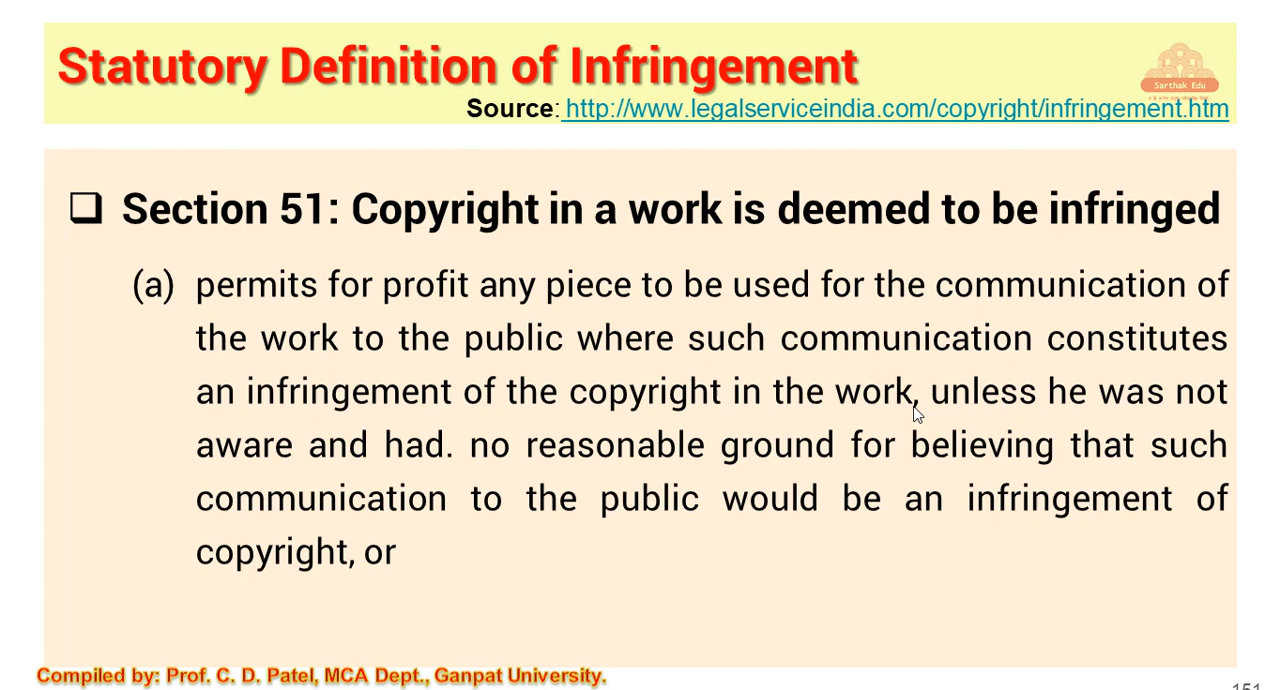 Statutory Definition of Infringement
Sarthak Edu
Source: http://www.legalserviceindia.com/copyright/infringement.htm
Section 51: Copyright in a work is deemed to be infringed
(a) permits for profit any piece to be used for the communication of
the work to the public where such communication constitutes
an infringement of the copyright in the work, unless he was not
aware and had. no reasonable ground for believing that such
communication to the public would be an infringement of
copyright, or
Compiled by: Prof. C. D. Patel, MCA Dept., Ganpat University.
151